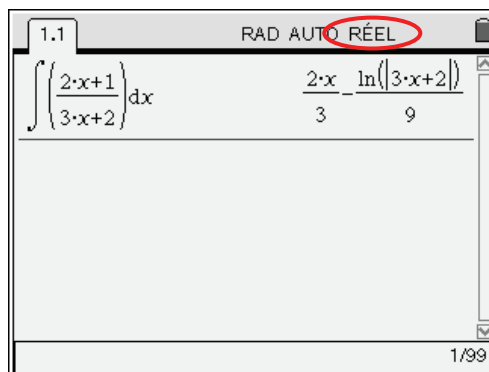 1.1 RAD AUTO RÉEL
∫((2·x+1)/(3·x+2))dx    (2·x)/3 − ln(|3·x+2|)/9
1/99